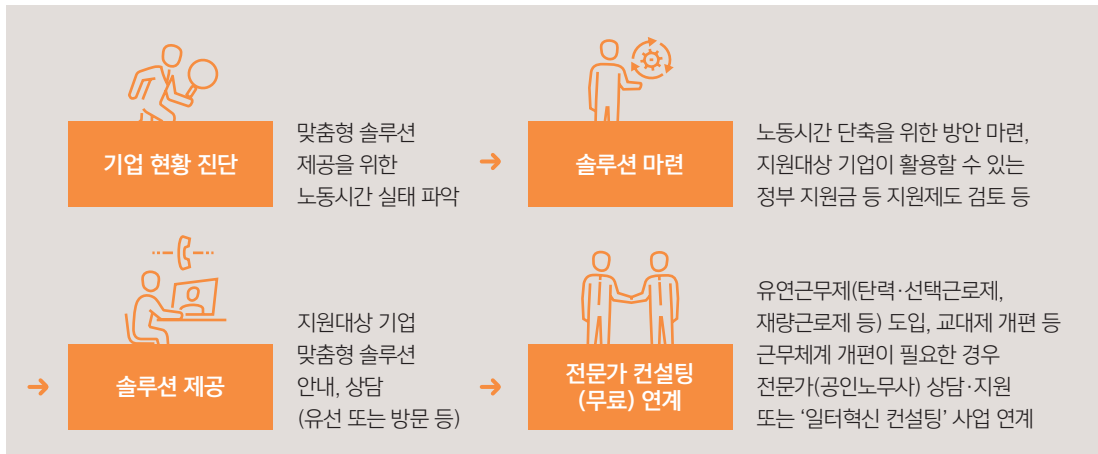 기업 현황 진단
맞춤형 솔루션
제공을 위한
노동시간 실태 파악
→
솔루션 마련
노동시간 단축을 위한 방안 마련,
지원대상 기업이 활용할 수 있는
정부 지원금 등 지원제도 검토 등
→
솔루션 제공
지원대상 기업
맞춤형 솔루션
안내, 상담
(유선 또는 방문 등)
→
전문가 컨설팅
(무료) 연계
유연근무제(탄력·선택근로제,
재량근로제 등) 도입, 교대제 개편 등
근무체계 개편이 필요한 경우
전문가(공인노무사) 상담·지원
또는 ‘일터혁신 컨설팅’ 사업 연계